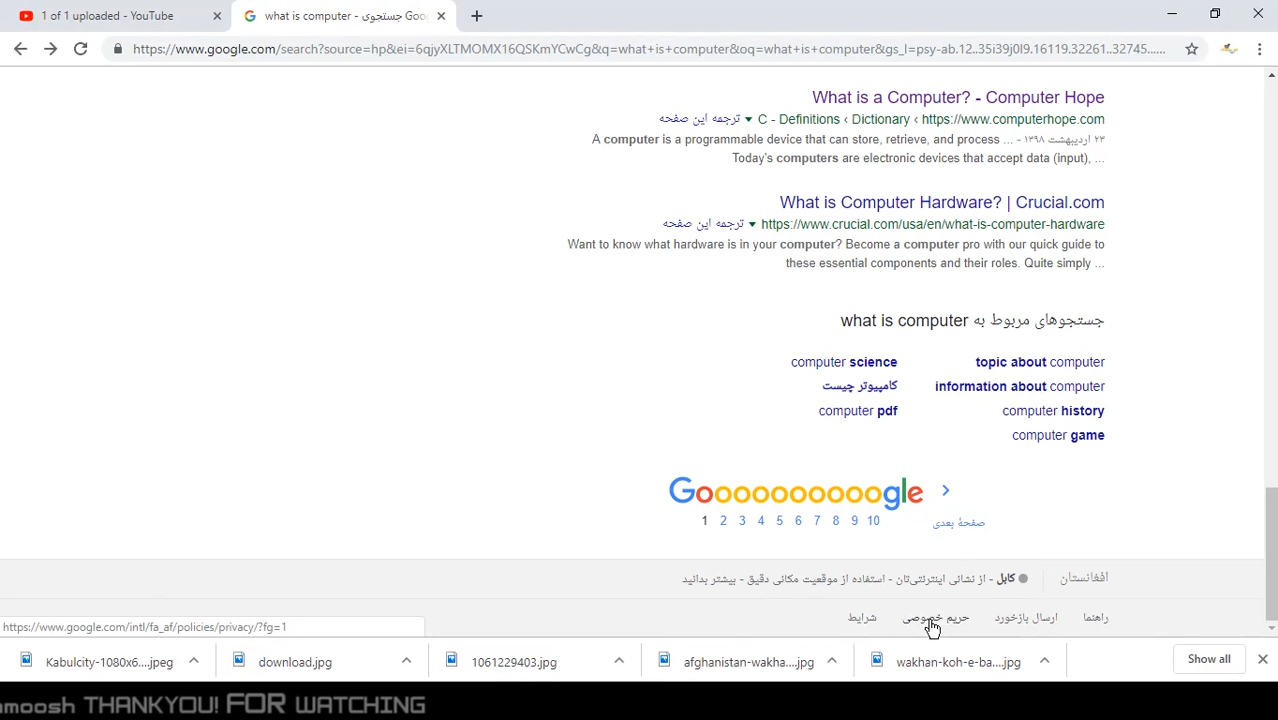 1 of 1 uploaded - YouTube
what is computer - جستجوی Goo
https://www.google.com/search?source=hp&ei=6qjyXLTMOMX16QSKmYCwCg&q=what+is+computer&oq=what+is+computer&gs_l=psy-ab.12..35i39j0l9.16119.32261..32745......
What is a Computer? - Computer Hope
https://www.computerhope.com › Dictionary › C - Definitions ▼ ترجمه این صفحه
۲۳ اردیبهشت ۱۳۹۸ - A computer is a programmable device that can store, retrieve, and process ...
Today's computers are electronic devices that accept data (input), ...
What is Computer Hardware? | Crucial.com
https://www.crucial.com/usa/en/what-is-computer-hardware ▼ ترجمه این صفحه
Want to know what hardware is in your computer? Become a computer pro with our quick guide to
these essential components and their roles. Quite simply ...
جستجوهای مربوط به what is computer
topic about computer
computer science
information about computer
کامپیوتر چیست
computer history
computer pdf
computer game
Goooooooooogle
1 2 3 4 5 6 7 8 9 10
صفحهٔ بعدی
افغانستان
کابل - از نشانی اینترنتی‌تان - استفاده از موقعیت مکانی دقیق - بیشتر بدانید
راهنما ارسال بازخورد حریم خصوصی شرایط
https://www.google.com/intl/fa_af/policies/privacy/?fg=1
Kabulcity-1080x6....jpeg
download.jpg
1061229403.jpg
afghanistan-wakha....jpg
wakhan-koh-e-ba....jpg
Show all
amoosh THANKYOU! FOR WATCHING